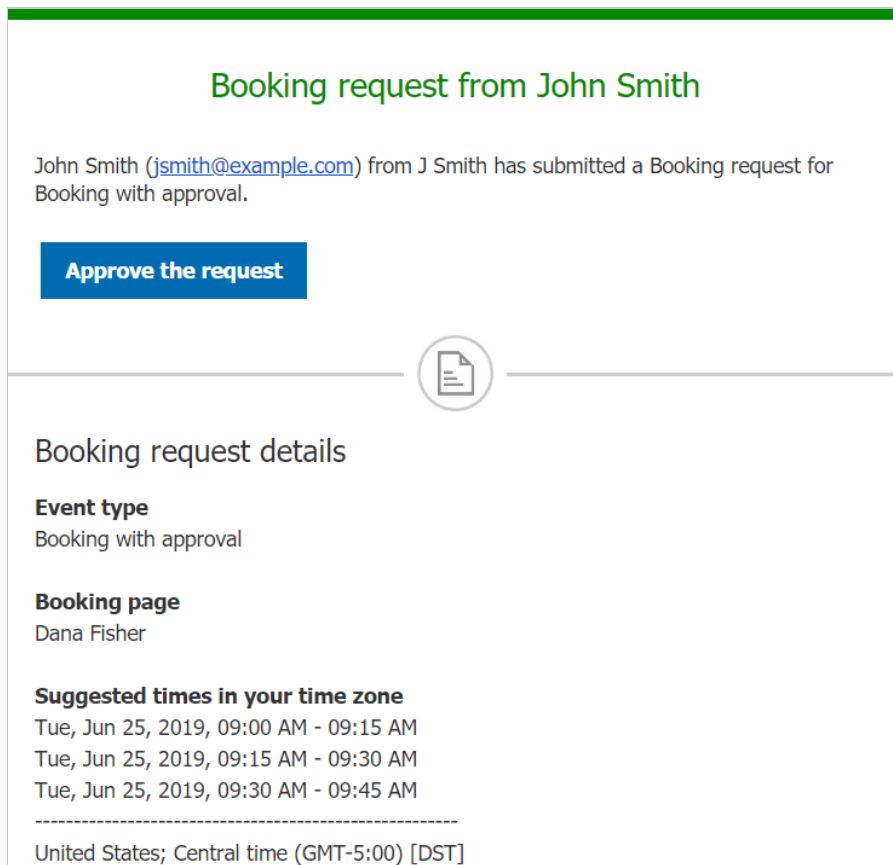 Booking request from John Smith
John Smith (jsmith@example.com) from J Smith has submitted a Booking request for
Booking with approval.
Approve the request
Booking request details
Event type
Booking with approval
Booking page
Dana Fisher
Suggested times in your time zone
Tue, Jun 25, 2019, 09:00 AM - 09:15 AM
Tue, Jun 25, 2019, 09:15 AM - 09:30 AM
Tue, Jun 25, 2019, 09:30 AM - 09:45 AM
-------------------------------------------------------
United States; Central time (GMT-5:00) [DST]